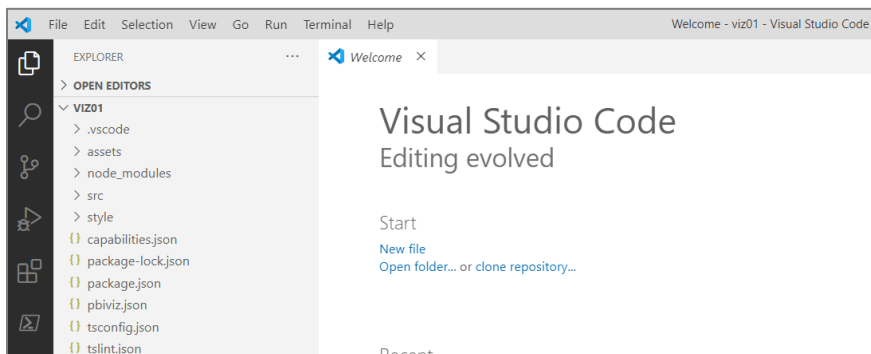 File Edit Selection View Go Run Terminal Help
Welcome - viz01 - Visual Studio Code
EXPLORER
Welcome
OPEN EDITORS
VIZ01
.vscode
assets
node_modules
src
style
capabilities.json
package-lock.json
package.json
pbiviz.json
tsconfig.json
tslint.json
Visual Studio Code
Editing evolved
Start
New file
Open folder... or clone repository...
Recent